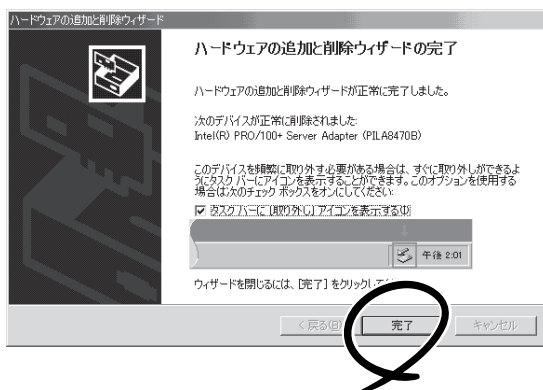 ハードウェアの追加と削除ウィザード
ハードウェアの追加と削除ウィザードの完了
ハードウェアの追加と削除ウィザードが正常に完了しました。
次のデバイスが正常に削除されました:
Intel(R) PRO/100+ Server Adapter (PILA8470B)
このデバイスを頻繁に取り外す必要がある場合は、すぐに取り外しができるよ
うにタスク バーにアイコンを表示することができます。このオプションを使用する
場合は次のチェック ボックスをオンにしてください:
タスク バーに [取り外し] アイコンを表示する(U)
午後 2:01
ウィザードを閉じるには、[完了] をクリックし
< 戻る(B)
完了
キャンセル